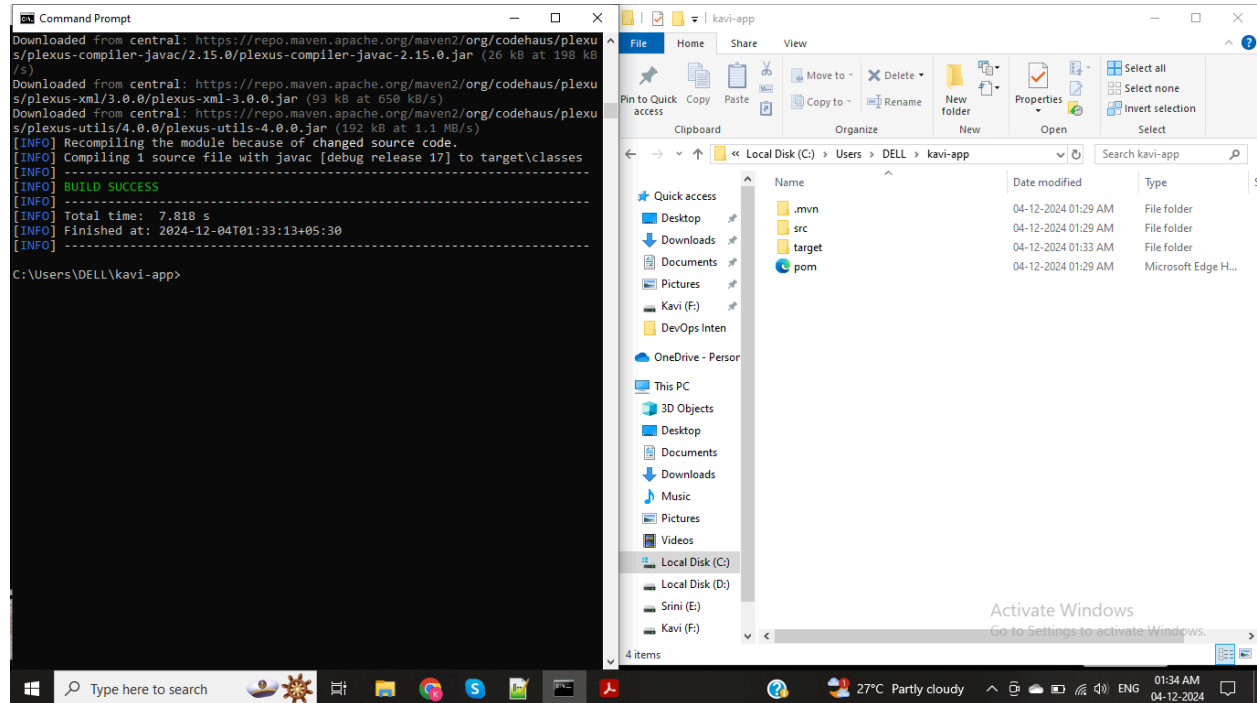 Command Prompt
Downloaded from central: https://repo.maven.apache.org/maven2/org/codehaus/plexu
s/plexus-compiler-javac/2.15.0/plexus-compiler-javac-2.15.0.jar (26 kB at 198 kB
/s)
Downloaded from central: https://repo.maven.apache.org/maven2/org/codehaus/plexu
s/plexus-xml/3.0.0/plexus-xml-3.0.0.jar (93 kB at 650 kB/s)
Downloaded from central: https://repo.maven.apache.org/maven2/org/codehaus/plexu
s/plexus-utils/4.0.0/plexus-utils-4.0.0.jar (192 kB at 1.1 MB/s)
[INFO] Recompiling the module because of changed source code.
[INFO] Compiling 1 source file with javac [debug release 17] to target\classes
[INFO] ------------------------------------------------------------------------
[INFO] BUILD SUCCESS
[INFO] ------------------------------------------------------------------------
[INFO] Total time:  7.818 s
[INFO] Finished at: 2024-12-04T01:33:13+05:30
[INFO] ------------------------------------------------------------------------
C:\Users\DELL\kavi-app>
kavi-app
File Home Share View
Pin to Quick access
Copy
Paste
Clipboard
Move to
Copy to
Delete
Rename
Organize
New folder
New
Properties
Open
Select all
Select none
Invert selection
Select
« Local Disk (C:) > Users > DELL > kavi-app
Search kavi-app
Quick access
Desktop
Downloads
Documents
Pictures
Kavi (F:)
DevOps Inten
OneDrive - Person
This PC
3D Objects
Desktop
Documents
Downloads
Music
Pictures
Videos
Local Disk (C:)
Local Disk (D:)
Srini (E:)
Kavi (F:)
Name Date modified Type S
.mvn 04-12-2024 01:29 AM File folder
src 04-12-2024 01:29 AM File folder
target 04-12-2024 01:33 AM File folder
pom 04-12-2024 01:29 AM Microsoft Edge H...
Activate Windows
Go to Settings to activate Windows.
4 items
Type here to search
27°C Partly cloudy
ENG
01:34 AM
04-12-2024